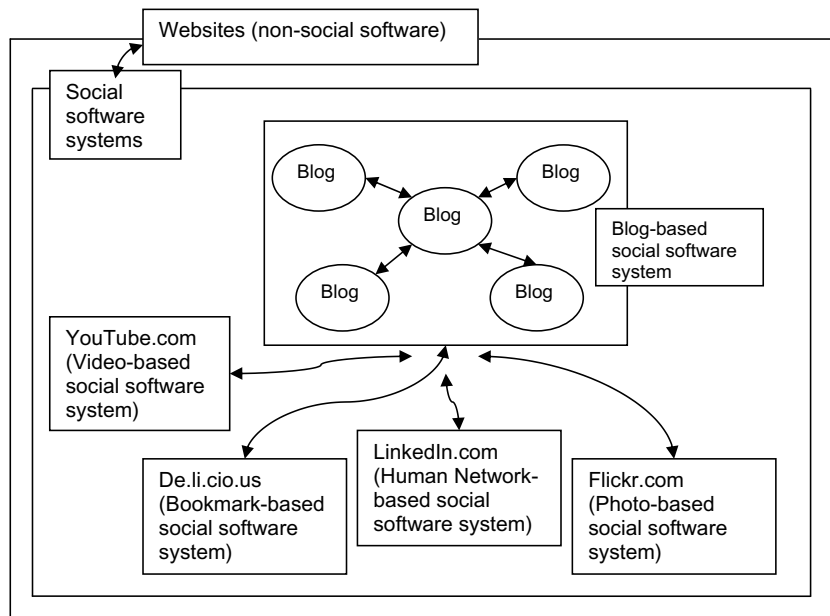 Websites (non-social software)
Social
software
systems
Blog
Blog
Blog
Blog
Blog
Blog-based
social software
system
YouTube.com
(Video-based
social software
system)
De.li.cio.us
(Bookmark-based
social software
system)
LinkedIn.com
(Human Network-
based social
software system)
Flickr.com
(Photo-based
social software
system)